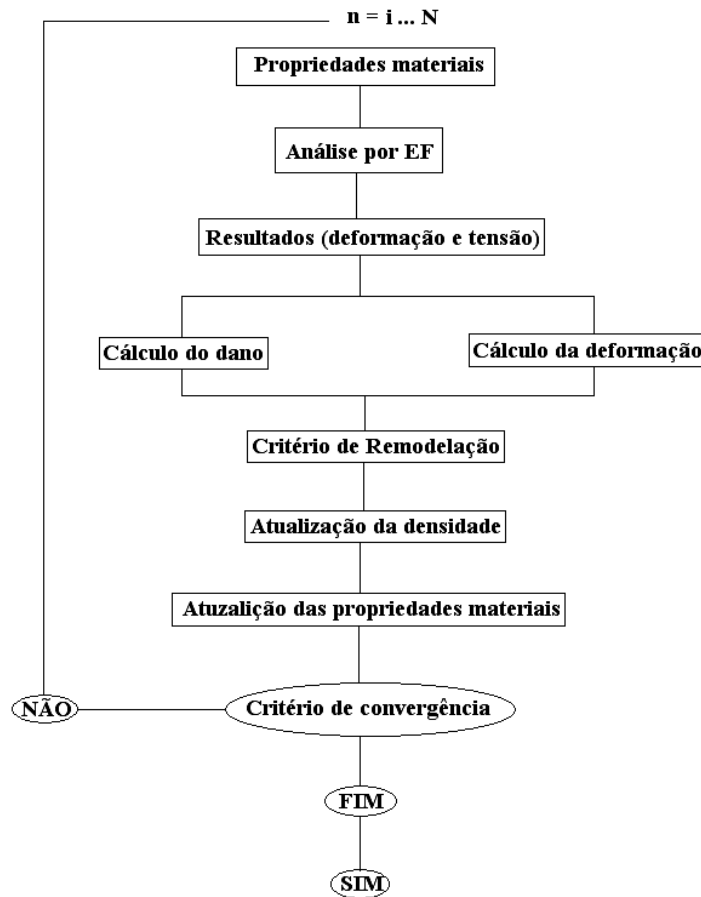 n = i ... N
Propriedades materiais
Análise por EF
Resultados (deformação e tensão)
Cálculo do dano
Cálculo da deformação
Critério de Remodelação
Atualização da densidade
Atuzalição das propriedades materiais
NÃO
Critério de convergência
FIM
SIM